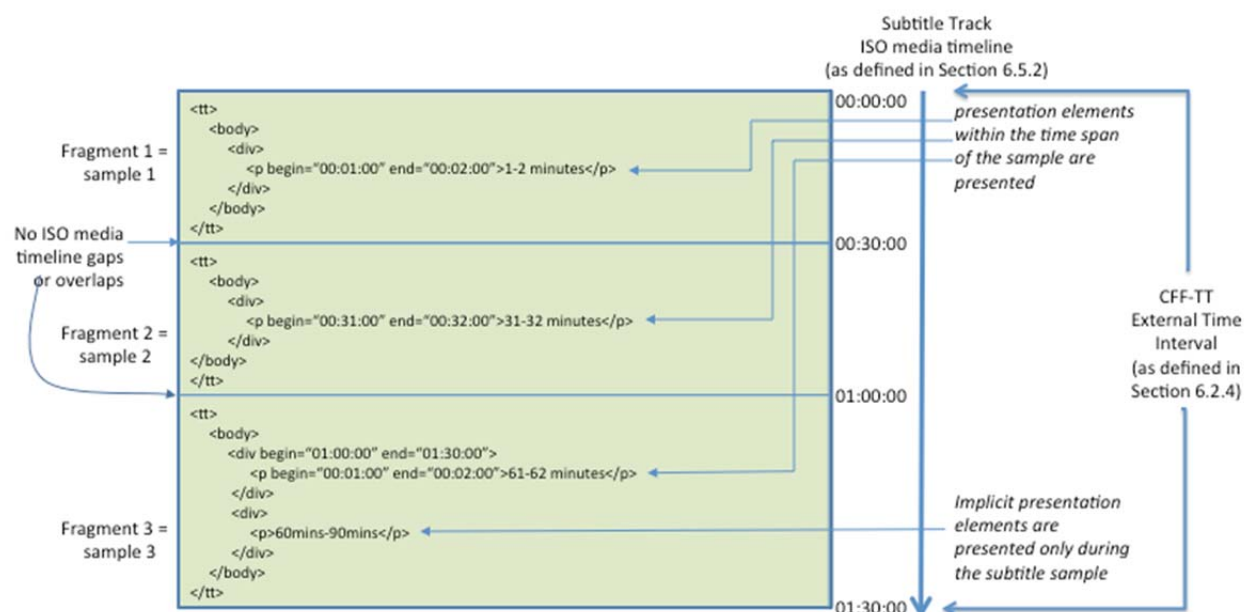 Subtitle Track
ISO media timeline
(as defined in Section 6.5.2)
00:00:00
<tt>
<body>
<div>
<p begin="00:01:00" end="00:02:00">1-2 minutes</p>
</div>
</body>
</tt>
Fragment 1 =
sample 1
presentation elements
within the time span
of the sample are
presented
No ISO media
timeline gaps
or overlaps
00:30:00
<tt>
<body>
<div>
<p begin="00:31:00" end="00:32:00">31-32 minutes</p>
</div>
</body>
</tt>
Fragment 2 =
sample 2
CFF-TT
External Time
Interval
(as defined in
Section 6.2.4)
01:00:00
<tt>
<body>
<div begin="01:00:00" end="01:30:00">
<p begin="00:01:00" end="00:02:00">61-62 minutes</p>
</div>
<div>
<p>60mins-90mins</p>
</div>
</body>
</tt>
Fragment 3 =
sample 3
Implicit presentation
elements are
presented only during
the subtitle sample
01:30:00